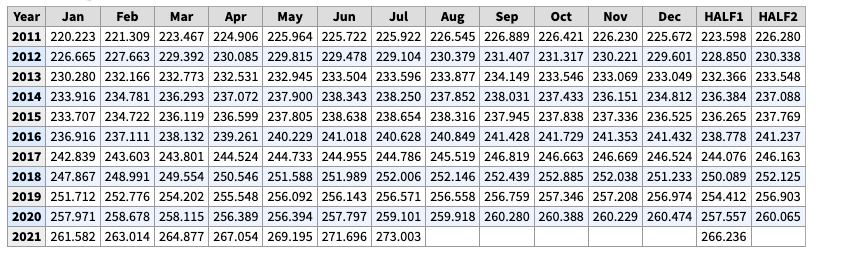 Year Jan Feb Mar Apr May Jun Jul Aug Sep Oct Nov Dec HALF1 HALF2
2011 220.223 221.309 223.467 224.906 225.964 225.722 225.922 226.545 226.889 226.421 226.230 225.672 223.598 226.280
2012 226.665 227.663 229.392 230.085 229.815 229.478 229.104 230.379 231.407 231.317 230.221 229.601 228.850 230.338
2013 230.280 232.166 232.773 232.531 232.945 233.504 233.596 233.877 234.149 233.546 233.069 233.049 232.366 233.548
2014 233.916 234.781 236.293 237.072 237.900 238.343 238.250 237.852 238.031 237.433 236.151 234.812 236.384 237.088
2015 233.707 234.722 236.119 236.599 237.805 238.638 238.654 238.316 237.945 237.838 237.336 236.525 236.265 237.769
2016 236.916 237.111 238.132 239.261 240.229 241.018 240.628 240.849 241.428 241.729 241.353 241.432 238.778 241.237
2017 242.839 243.603 243.801 244.524 244.733 244.955 244.786 245.519 246.819 246.663 246.669 246.524 244.076 246.163
2018 247.867 248.991 249.554 250.546 251.588 251.989 252.006 252.146 252.439 252.885 252.038 251.233 250.089 252.125
2019 251.712 252.776 254.202 255.548 256.092 256.143 256.571 256.558 256.759 257.346 257.208 256.974 254.412 256.903
2020 257.971 258.678 258.115 256.389 256.394 257.797 259.101 259.918 260.280 260.388 260.229 260.474 257.557 260.065
2021 261.582 263.014 264.877 267.054 269.195 271.696 273.003 266.236